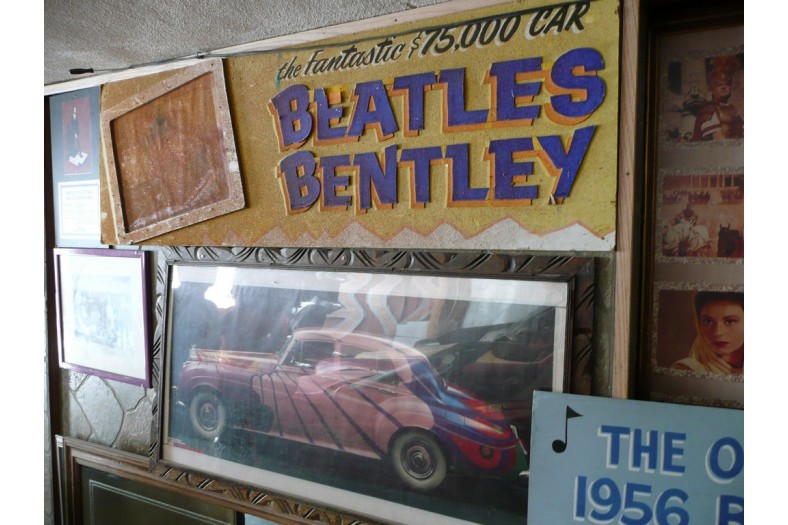 the Fantastic $75,000 CAR
BEATLES
BENTLEY
THE O
1956 B